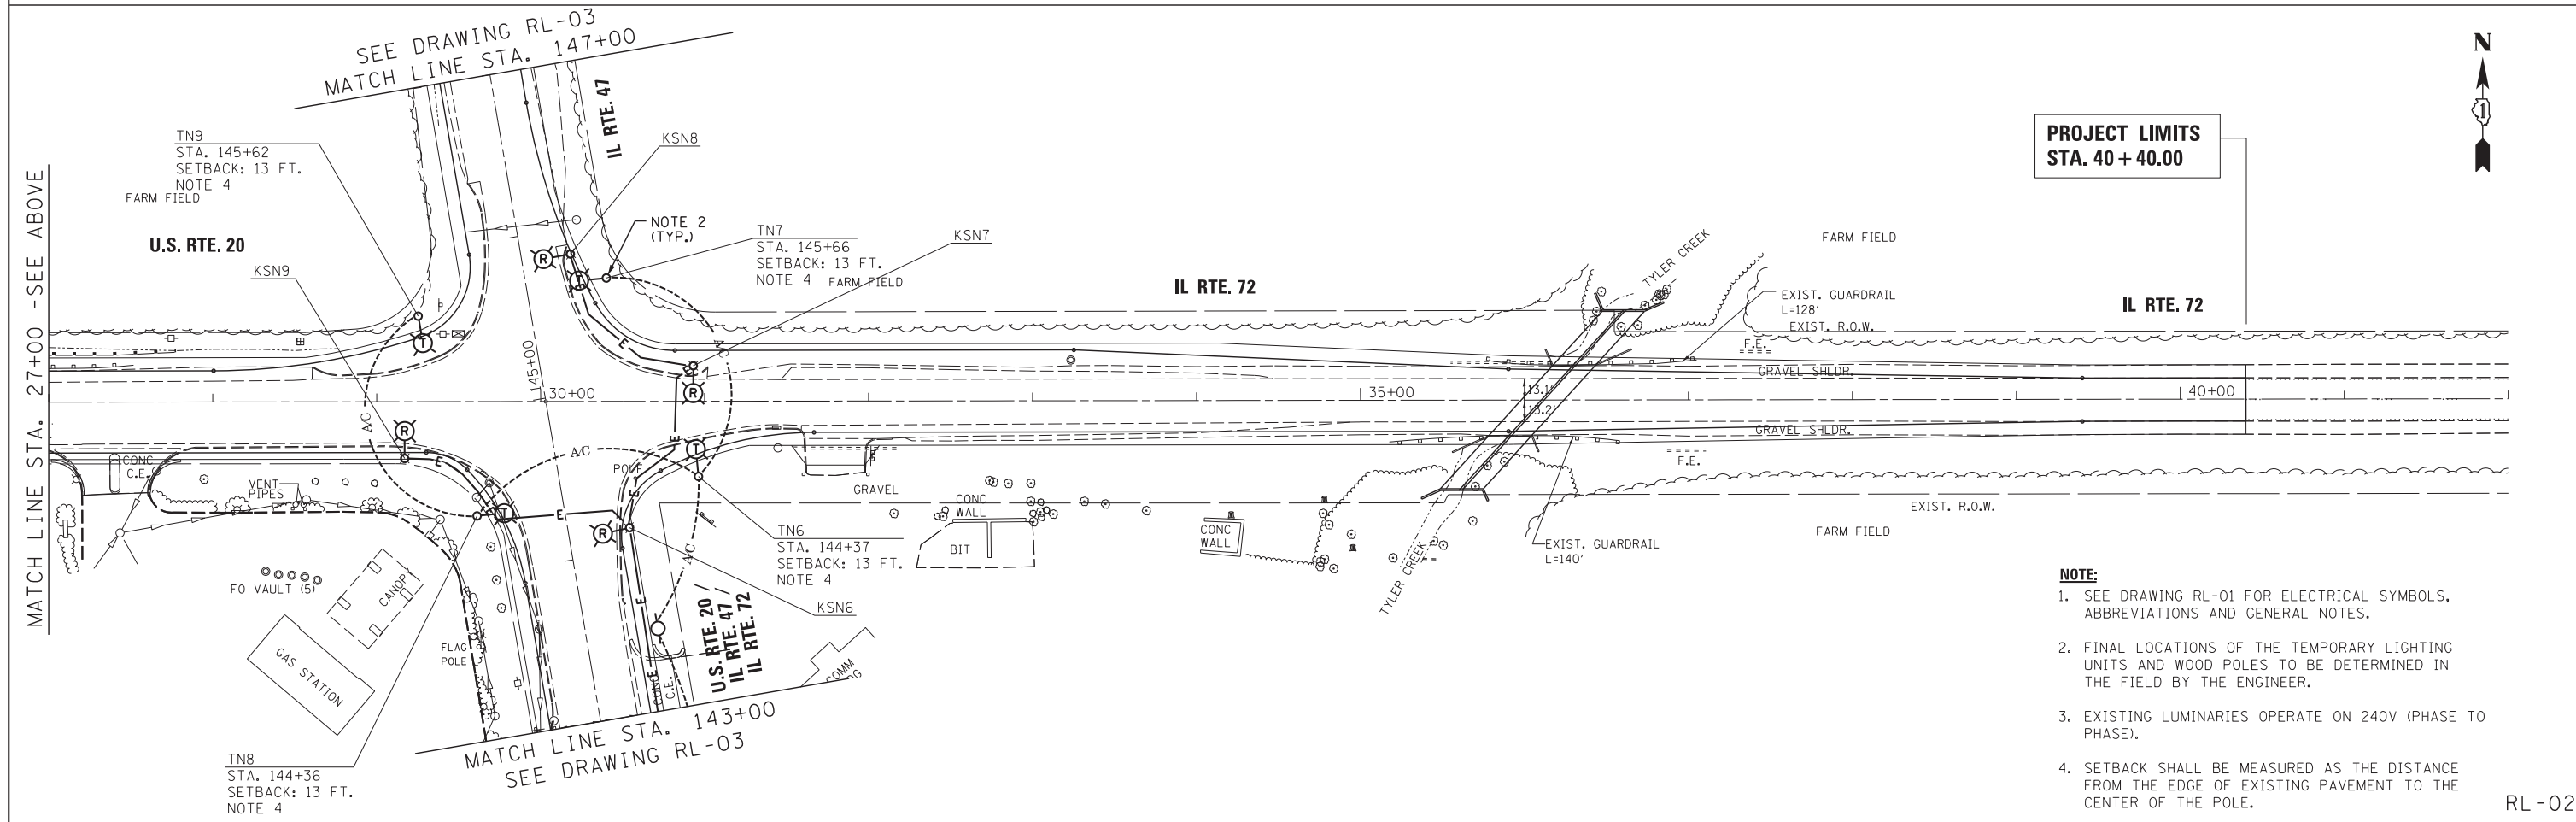 SEE DRAWING RL-03
MATCH LINE STA. 147+00
N
1
PROJECT LIMITS
STA. 40+40.00
TN9
STA. 145+62
SETBACK: 13 FT.
NOTE 4
FARM FIELD
U.S. RTE. 20
KSN9
MATCH LINE STA. 27+00 -SEE ABOVE
IL RTE. 47
KSN8
NOTE 2
(TYP.)
TN7
STA. 145+66
SETBACK: 13 FT.
NOTE 4
FARM FIELD
KSN7
IL RTE. 72
TYLER CREEK
FARM FIELD
EXIST. GUARDRAIL
L=128'
EXIST. R.O.W.
IL RTE. 72
F.E.
GRAVEL SHLDR.
R
T
T
R
E
145+00
30+00
35+00
13.1'
13.2'
40+00
GRAVEL SHLDR.
A/C
A/C
R
E
E
T
A/C
POLE
E
CONC
C.E.
VENT
PIPES
T
E
R
GRAVEL
CONC
WALL
BIT
CONC
WALL
F.E.
EXIST. R.O.W.
FARM FIELD
EXIST. GUARDRAIL
L=140'
TYLER CREEK
A/C
TN6
STA. 144+37
SETBACK: 13 FT.
NOTE 4
KSN6
FO VAULT (5)
CANOPY
GAS STATION
FLAG
POLE
E
E
C.E.
U.S. RTE. 20 /
IL RTE. 47 /
IL RTE. 72
COMM
MATCH LINE STA. 143+00
SEE DRAWING RL-03
TN8
STA. 144+36
SETBACK: 13 FT.
NOTE 4
NOTE:
1. SEE DRAWING RL-01 FOR ELECTRICAL SYMBOLS,
ABBREVIATIONS AND GENERAL NOTES.
2. FINAL LOCATIONS OF THE TEMPORARY LIGHTING
UNITS AND WOOD POLES TO BE DETERMINED IN
THE FIELD BY THE ENGINEER.
3. EXISTING LUMINARIES OPERATE ON 240V (PHASE TO
PHASE).
4. SETBACK SHALL BE MEASURED AS THE DISTANCE
FROM THE EDGE OF EXISTING PAVEMENT TO THE
CENTER OF THE POLE.
RL-02